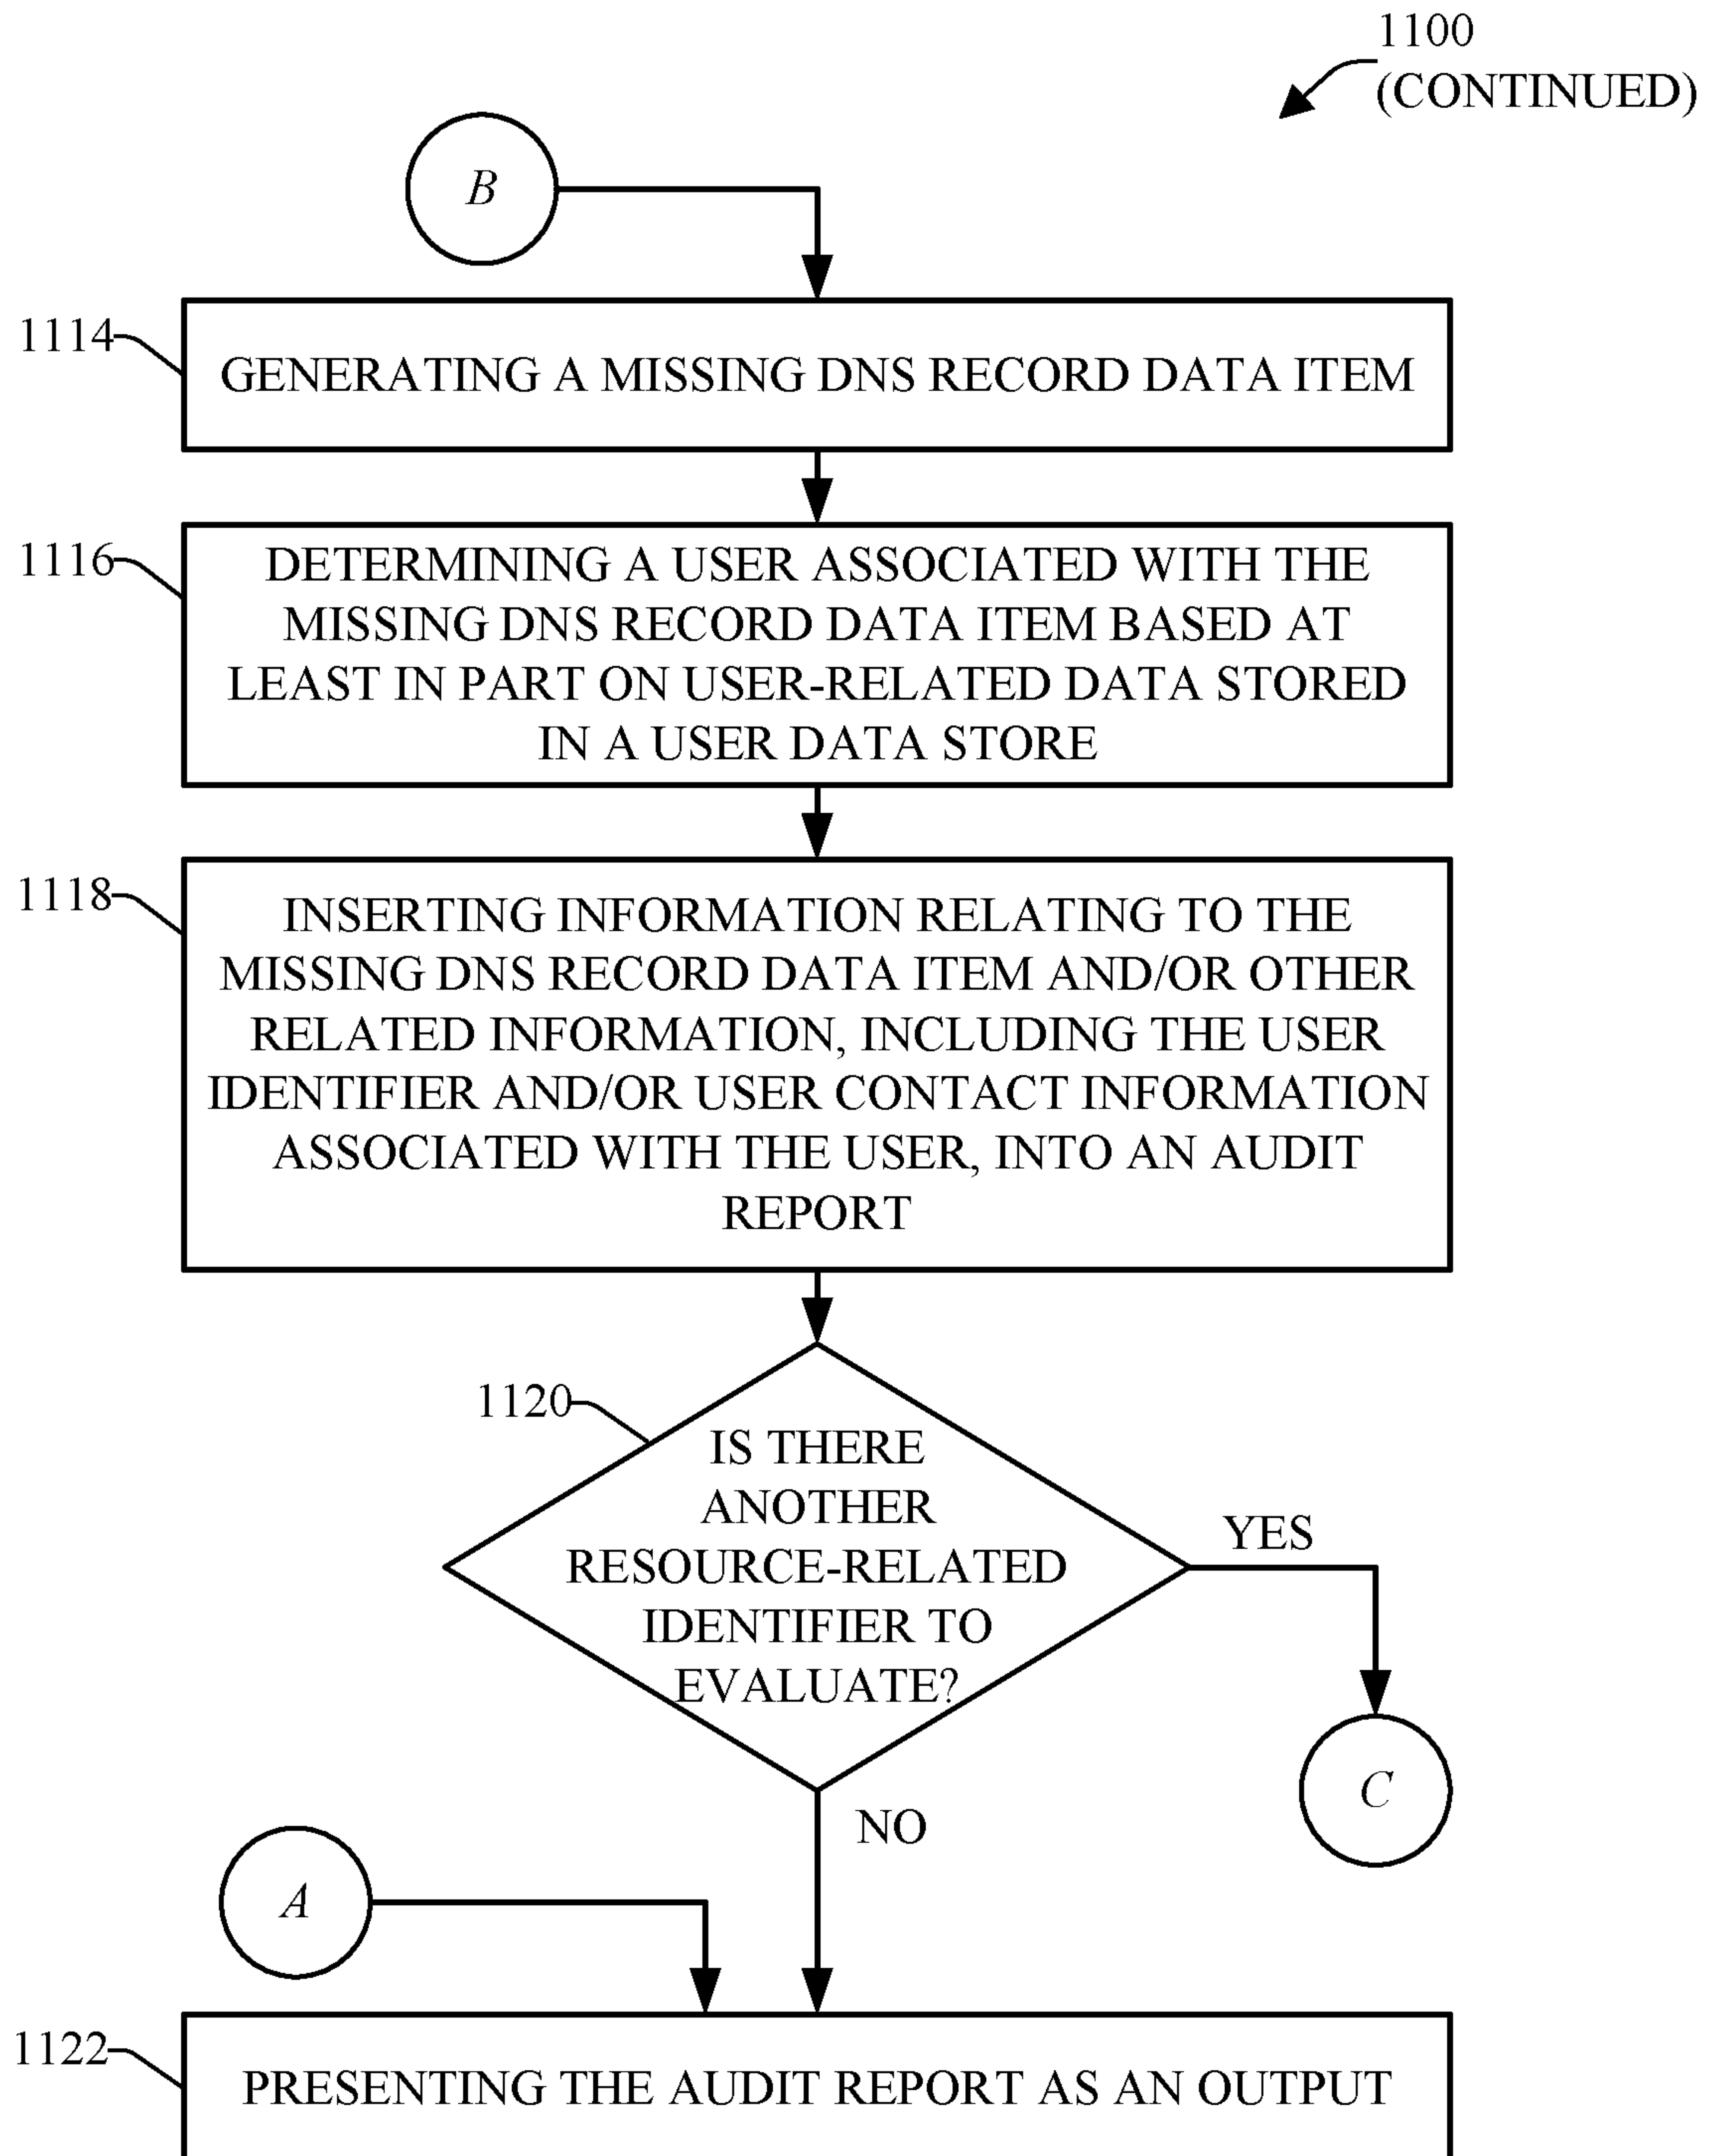 1100
(CONTINUED)
B
1114
GENERATING A MISSING DNS RECORD DATA ITEM
1116
DETERMINING A USER ASSOCIATED WITH THE
MISSING DNS RECORD DATA ITEM BASED AT
LEAST IN PART ON USER-RELATED DATA STORED
IN A USER DATA STORE
1118
INSERTING INFORMATION RELATING TO THE
MISSING DNS RECORD DATA ITEM AND/OR OTHER
RELATED INFORMATION, INCLUDING THE USER
IDENTIFIER AND/OR USER CONTACT INFORMATION
ASSOCIATED WITH THE USER, INTO AN AUDIT
REPORT
1120
IS THERE
ANOTHER
RESOURCE-RELATED
IDENTIFIER TO
EVALUATE?
YES
C
NO
A
1122
PRESENTING THE AUDIT REPORT AS AN OUTPUT